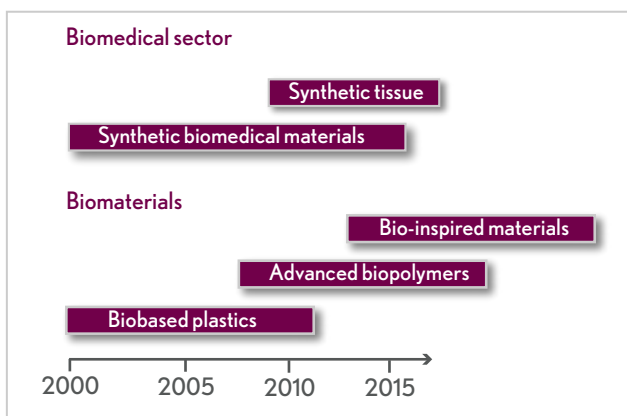 Biomedical sector
Synthetic tissue
Synthetic biomedical materials
Biomaterials
Bio-inspired materials
Advanced biopolymers
Biobased plastics
2000 2005 2010 2015